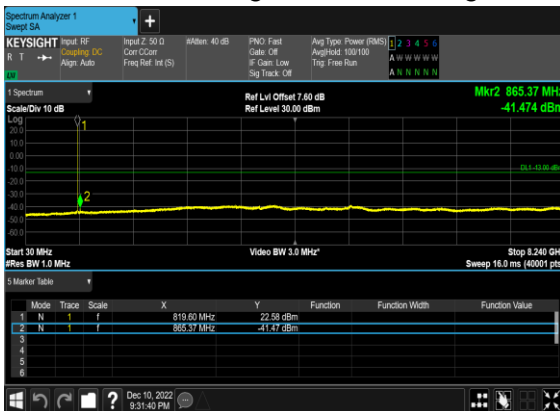 Spectrum Analyzer 1
Swept SA
KEYSIGHT Input: RF Input Z: 50 Ω #Atten: 40 dB PNO: Fast Avg Type: Power (RMS) 1 2 3 4 5 6
R T Coupling: DC Corr CCorr Gate: Off Avg|Hold: 100/100 A W W W W W
Align: Auto Freq Ref: Int (S) IF Gain: Low Trig: Free Run
LV Sig Track: Off A N N N N N
1 Spectrum Ref Lvl Offset 7.60 dB Mkr2 865.37 MHz
Scale/Div 10 dB Ref Level 30.00 dBm -41.474 dBm
Log
20.0
10.0
0.00
-10.0
-20.0
-30.0
-40.0
-50.0
-60.0
1
2
DL1 -13.00 dBm
Start 30 MHz Video BW 3.0 MHz* Stop 8.240 GHz
#Res BW 1.0 MHz Sweep 16.0 ms (40001 pts)
5 Marker Table
Mode Trace Scale X Y Function Function Width Function Value
1 N 1 f 819.60 MHz 22.58 dBm
2 N 1 f 865.37 MHz -41.47 dBm
3
4
5
6
? Dec 10, 2022
9:31:40 PM